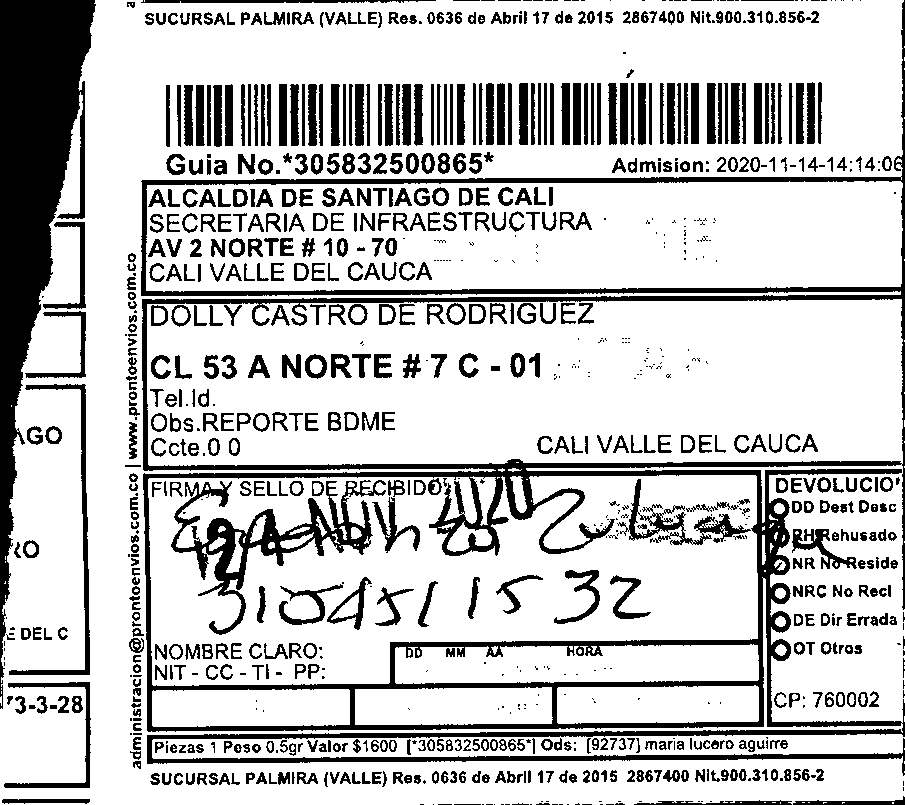 SUCURSAL PALMIRA (VALLE) Res. 0636 de Abril 17 de 2015 2867400 Nit.900.310.856-2
Guia No.*305832500865*
Admision: 2020-11-14-14:14:06
ALCALDIA DE SANTIAGO DE CALI
SECRETARIA DE INFRAESTRUCTURA
AV 2 NORTE # 10 - 70
CALI VALLE DEL CAUCA
DOLLY CASTRO DE RODRIGUEZ
CL 53 A NORTE # 7 C - 01
Tel.Id.
Obs.REPORTE BDME
Ccte.0 0
CALI VALLE DEL CAUCA
administracion@prontoenvios.com.co | www.prontoenvios.com.co
FIRMA Y SELLO DE RECIBIDO:
24 NOV 2020
3104511532
NOMBRE CLARO:
NIT - CC - TI - PP:
DD MM AA HORA
DEVOLUCIO
DD Dest Desc
RH Rehusado
NR No Reside
NRC No Recl
DE Dir Errada
OT Otros
CP: 760002
Piezas 1 Peso 0.5gr Valor $1600 [*305832500865*] Ods: [92737] maria lucero aguirre
SUCURSAL PALMIRA (VALLE) Res. 0636 de Abril 17 de 2015 2867400 Nit.900.310.856-2
AGO
RO
E DEL C
3-3-28